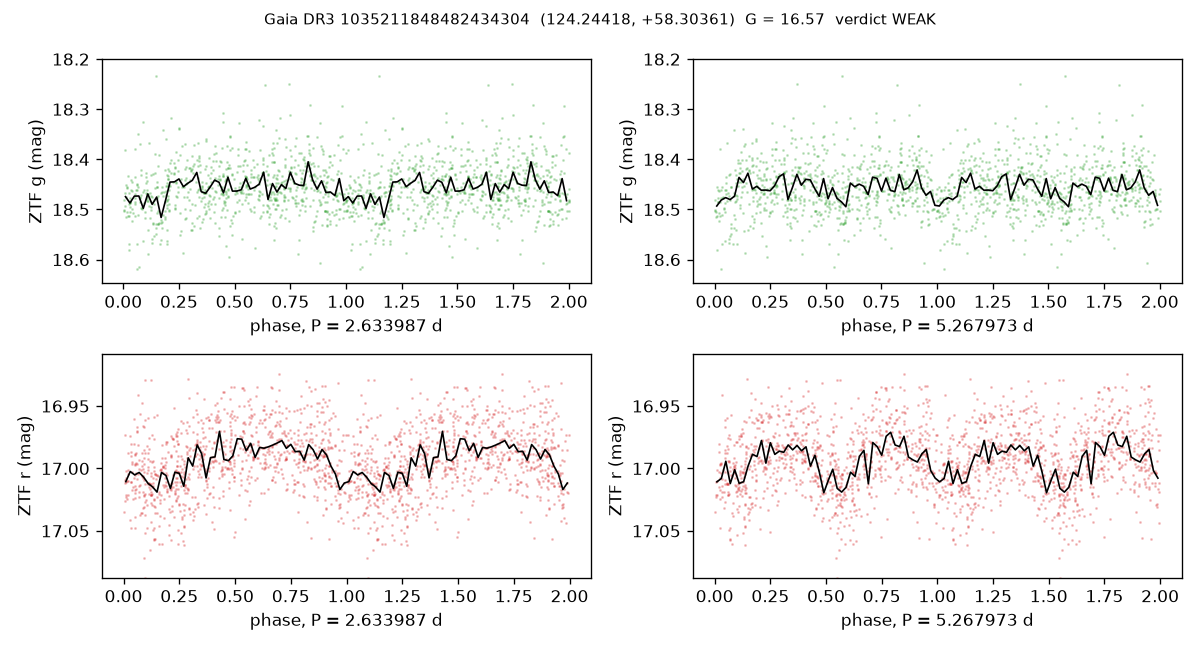 Gaia DR3 1035211848482434304  (124.24418, +58.30361)  G = 16.57  verdict WEAK
18.2
18.3
18.4
18.5
18.6
ZTF g (mag)
0.00 0.25 0.50 0.75 1.00 1.25 1.50 1.75 2.00
phase, P = 2.633987 d
18.2
18.3
18.4
18.5
18.6
ZTF g (mag)
0.00 0.25 0.50 0.75 1.00 1.25 1.50 1.75 2.00
phase, P = 5.267973 d
16.95
17.00
17.05
ZTF r (mag)
0.00 0.25 0.50 0.75 1.00 1.25 1.50 1.75 2.00
phase, P = 2.633987 d
16.95
17.00
17.05
ZTF r (mag)
0.00 0.25 0.50 0.75 1.00 1.25 1.50 1.75 2.00
phase, P = 5.267973 d